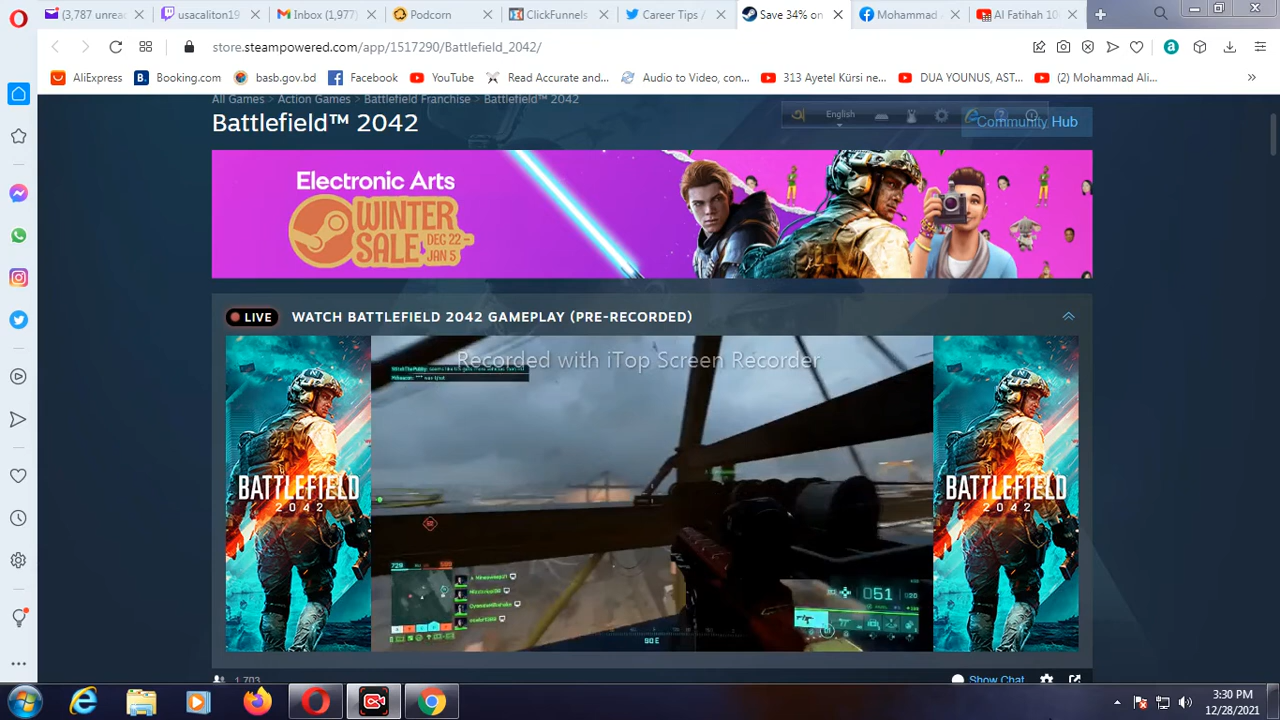 (3,787 unrea
usacaliton19
Inbox (1,977)
Podcorn
ClickFunnels
Career Tips /
Save 34% on
Mohammad
Al Fatihah 10
store.steampowered.com/app/1517290/Battlefield_2042/
AliExpress
Booking.com
basb.gov.bd
Facebook
YouTube
Read Accurate and...
Audio to Video, con...
313 Ayetel Kürsi ne...
DUA YOUNUS, AST...
(2) Mohammad Ali...
All Games > Action Games > Battlefield Franchise > Battlefield™ 2042
Battlefield™ 2042
English
Community Hub
Electronic Arts
WINTER
SALE
DEC 22 -
JAN 5
LIVE
WATCH BATTLEFIELD 2042 GAMEPLAY (PRE-RECORDED)
Recorded with iTop Screen Recorder
BATTLEFIELD
2042
BATTLEFIELD
2042
729
051
90 E
1,703
Show Chat
3:30 PM
12/28/2021